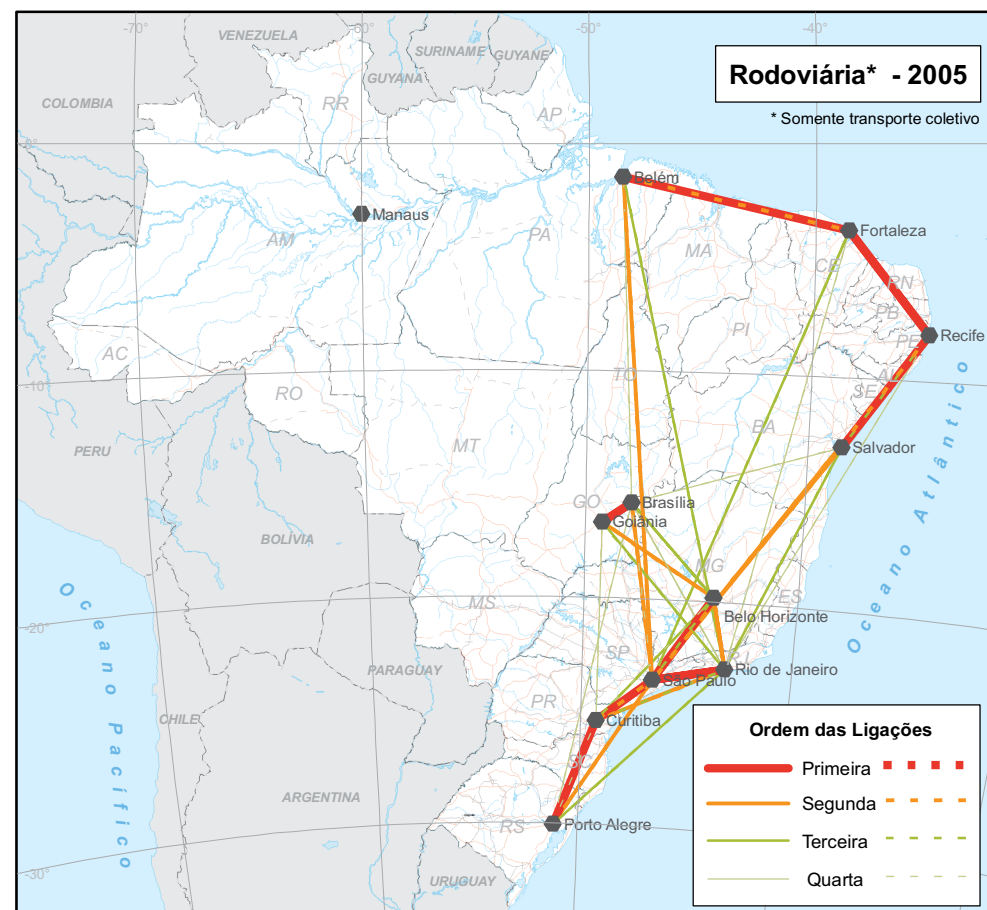 -70°
-60°
-50°
-40°
VENEZUELA
SURINAME
GUYANE
GUYANA
COLOMBIA
Rodoviária* - 2005
* Somente transporte coletivo
RR
AP
Belém
Manaus
Fortaleza
AM
PA
MA
CE
RN
PB
Recife
PE
PI
AC
TO
AL
SE
-10°
RO
BA
MT
PERU
Salvador
Brasília
GO
Goiânia
BOLÍVIA
MG
ES
MS
Belo Horizonte
-20°
SP
RJ
Rio de Janeiro
São Paulo
PARAGUAY
PR
Curitiba
CHILE
SC
ARGENTINA
RS
Porto Alegre
-30°
URUGUAY
Oceano Pacífico
Oceano Atlântico
Ordem das Ligações
Primeira
Segunda
Terceira
Quarta